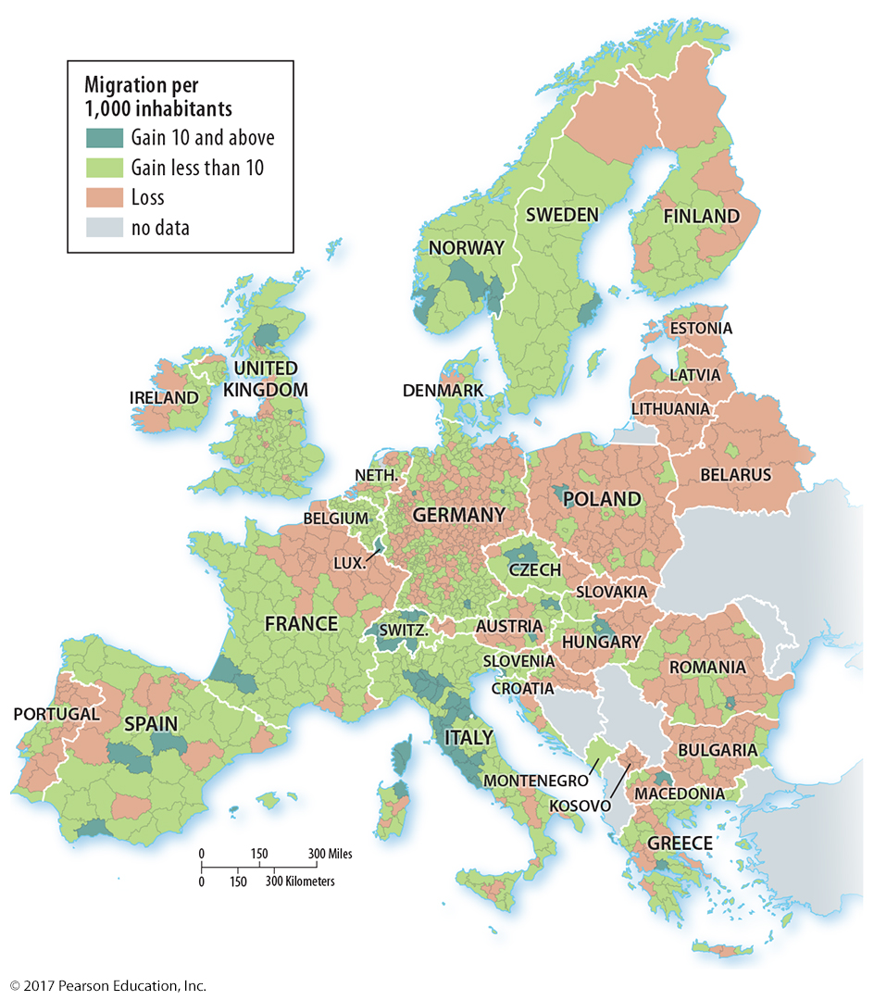 Migration per
1,000 inhabitants
Gain 10 and above
Gain less than 10
Loss
no data
SWEDEN
FINLAND
NORWAY
ESTONIA
UNITED
KINGDOM
LATVIA
DENMARK
IRELAND
LITHUANIA
NETH.
BELARUS
POLAND
GERMANY
BELGIUM
LUX.
CZECH
SLOVAKIA
FRANCE
SWITZ.
AUSTRIA
HUNGARY
SLOVENIA
ROMANIA
CROATIA
PORTUGAL
SPAIN
ITALY
BULGARIA
MONTENEGRO
KOSOVO
MACEDONIA
GREECE
0 150 300 Miles
0 150 300 Kilometers
© 2017 Pearson Education, Inc.